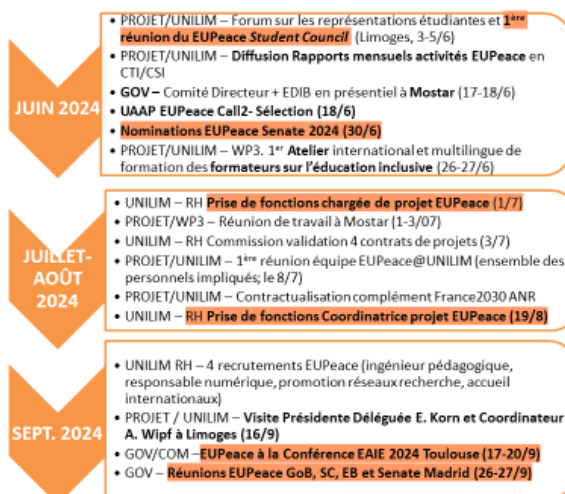 • PROJET/UNILIM – Forum sur les représentations étudiantes et 1ère
réunion du EUPeace Student Council (Limoges, 3-5/6)
• PROJET/UNILIM – Diffusion Rapports mensuels activités EUPeace en
CTI/CSI
JUIN 2024
• GOV – Comité Directeur + EDIB en présentiel à Mostar (17-18/6)
• UAAP EUPeace Call2- Sélection (18/6)
• Nominations EUPeace Senate 2024 (30/6)
• PROJET/UNILIM – WP3. 1er Atelier international et multilingue de
formation des formateurs sur l'éducation inclusive (26-27/6)
JUILLET-
AOÛT
2024
• UNILIM – RH Prise de fonctions chargée de projet EUPeace (1/7)
• PROJET/WP3 – Réunion de travail à Mostar (1-3/07)
• UNILIM – RH Commission validation 4 contrats de projets (3/7)
• PROJET/UNILIM – 1ère réunion équipe EUPeace@UNILIM (ensemble des
personnels impliqués; le 8/7)
• PROJET/UNILIM – Contractualisation complément France2030 ANR
• UNILIM – RH Prise de fonctions Coordinatrice projet EUPeace (19/8)
SEPT. 2024
• UNILIM RH – 4 recrutements EUPeace (ingénieur pédagogique,
responsable numérique, promotion réseaux recherche, accueil
internationaux)
• PROJET / UNILIM – Visite Présidente Déléguée E. Korn et Coordinateur
A. Wipf à Limoges (16/9)
• GOV/COM –EUPeace à la Conférence EAIE 2024 Toulouse (17-20/9)
• GOV – Réunions EUPeace GoB, SC, EB et Senate Madrid (26-27/9)